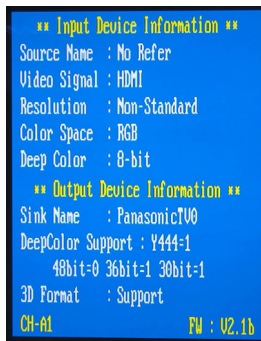 ** Input Device Information **
Source Name : No Refer
Video Signal : HDMI
Resolution : Non-Standard
Color Space : RGB
Deep Color : 8-bit
** Output Device Information **
Sink Name : PanasonicTV0
DeepColor Support : Y444=1
48bit=0 36bit=1 30bit=1
3D Format : Support
CH-A1 FW : V2.1b